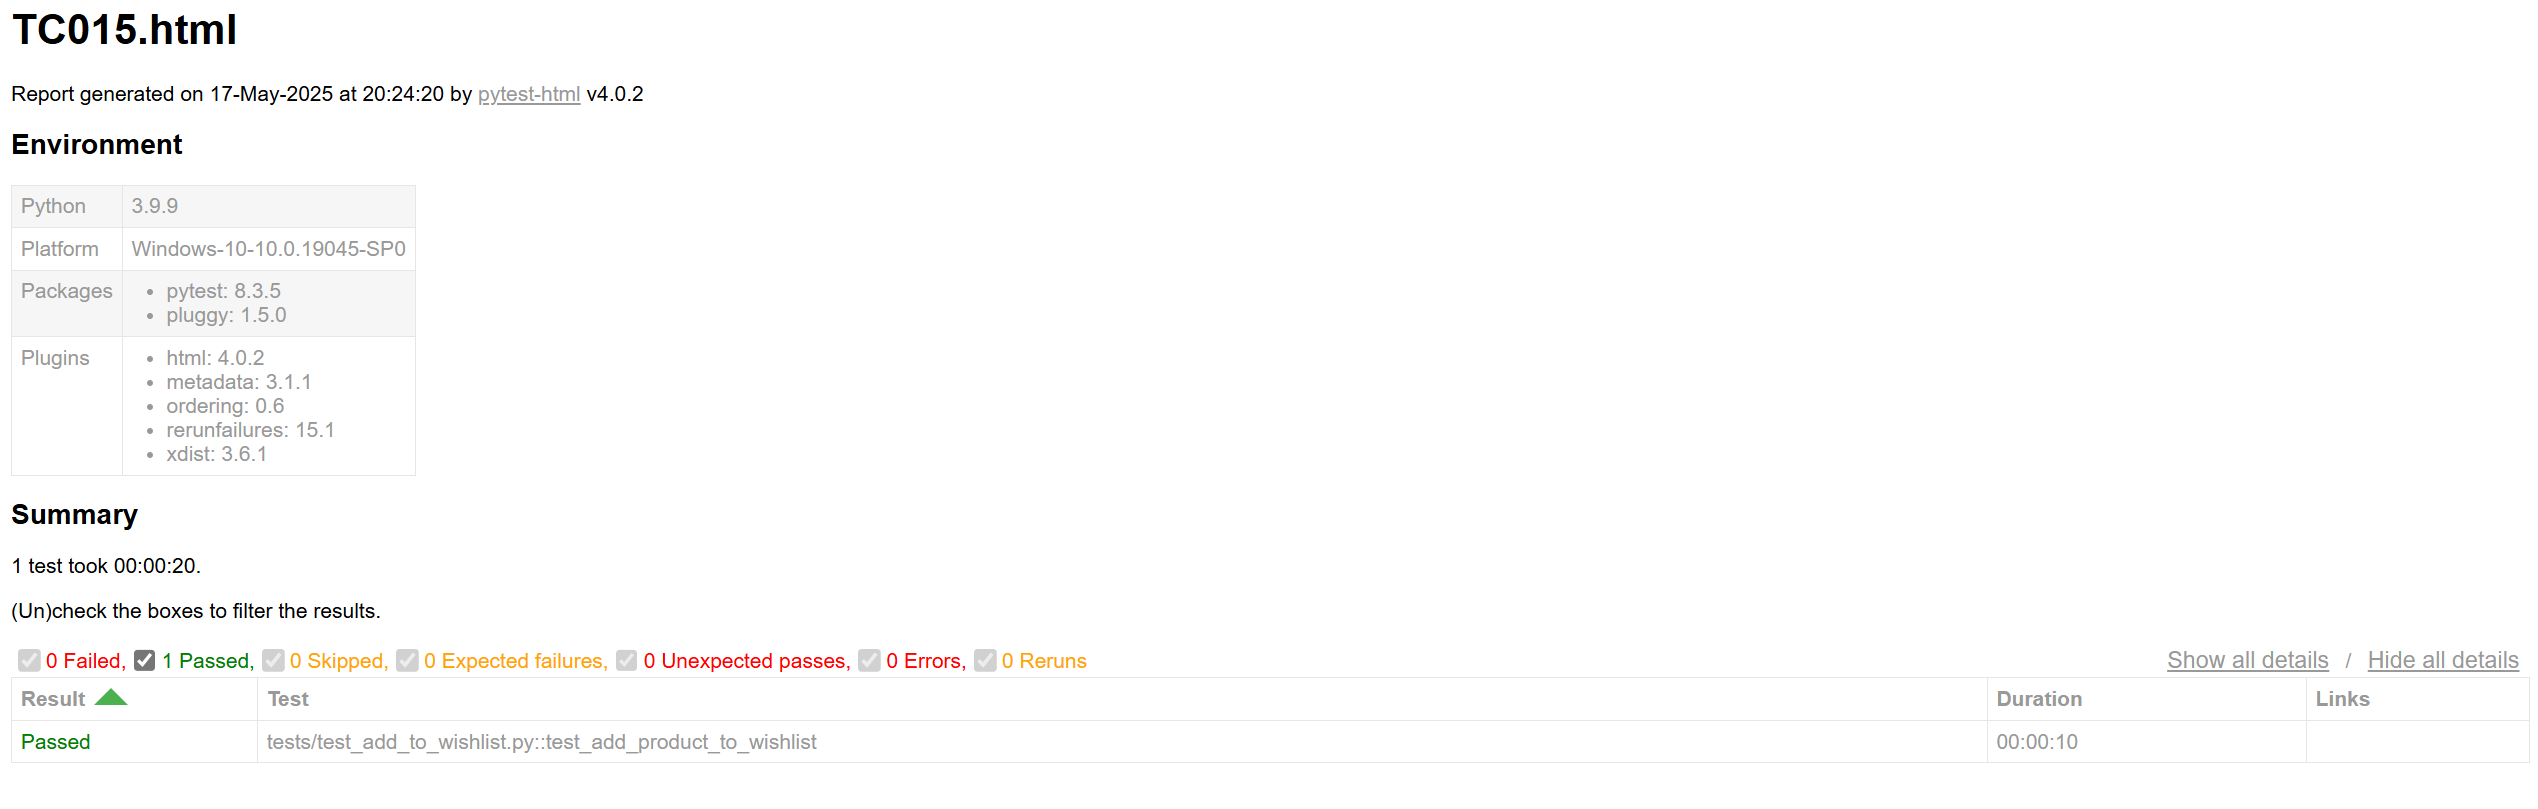 TC015.html
Report generated on 17-May-2025 at 20:24:20 by pytest-html v4.0.2
Environment
Python 3.9.9
Platform Windows-10-10.0.19045-SP0
Packages
• pytest: 8.3.5
• pluggy: 1.5.0
Plugins
• html: 4.0.2
• metadata: 3.1.1
• ordering: 0.6
• rerunfailures: 15.1
• xdist: 3.6.1
Summary
1 test took 00:00:20.
(Un)check the boxes to filter the results.
0 Failed, 1 Passed, 0 Skipped, 0 Expected failures, 0 Unexpected passes, 0 Errors, 0 Reruns Show all details / Hide all details
Result Test Duration Links
Passed tests/test_add_to_wishlist.py::test_add_product_to_wishlist 00:00:10